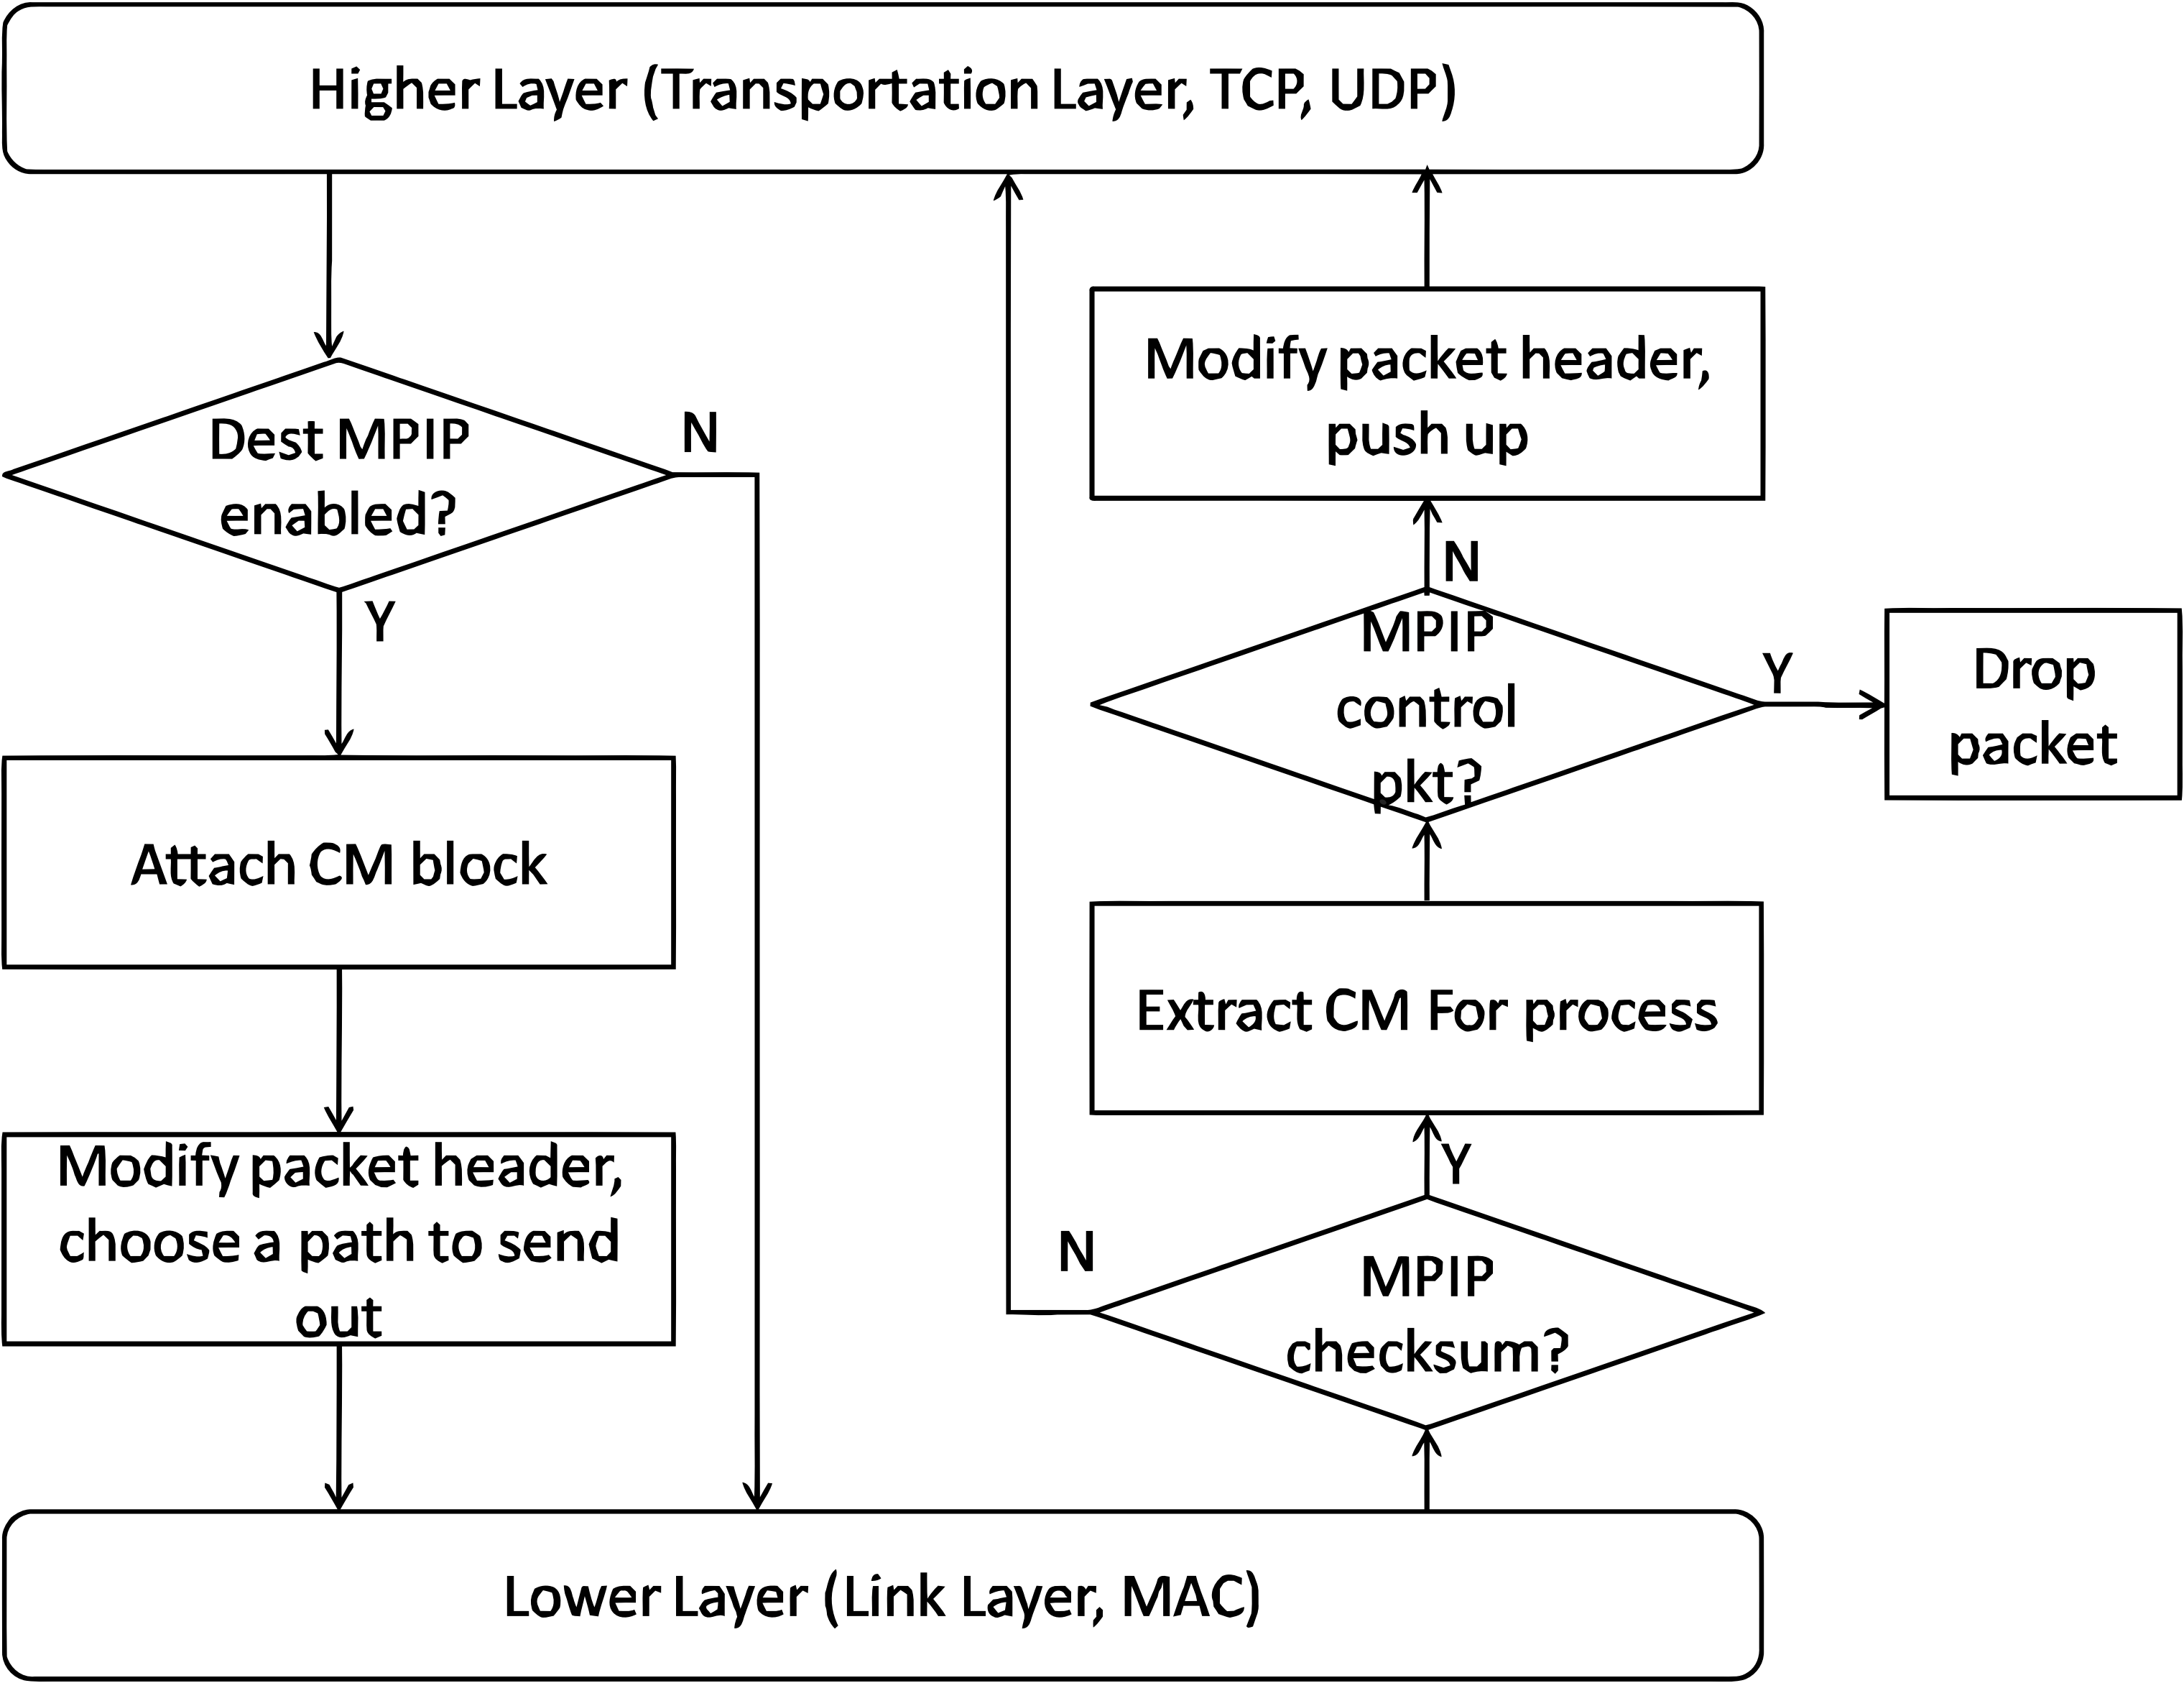 Higher Layer (Transportation Layer, TCP, UDP)
Dest MPIP
enabled?
N
Y
Attach CM block
Modify packet header,
choose a path to send
out
Modify packet header,
push up
N
MPIP
control
pkt?
Y
Drop
packet
Extract CM For process
Y
N
MPIP
checksum?
Lower Layer (Link Layer, MAC)